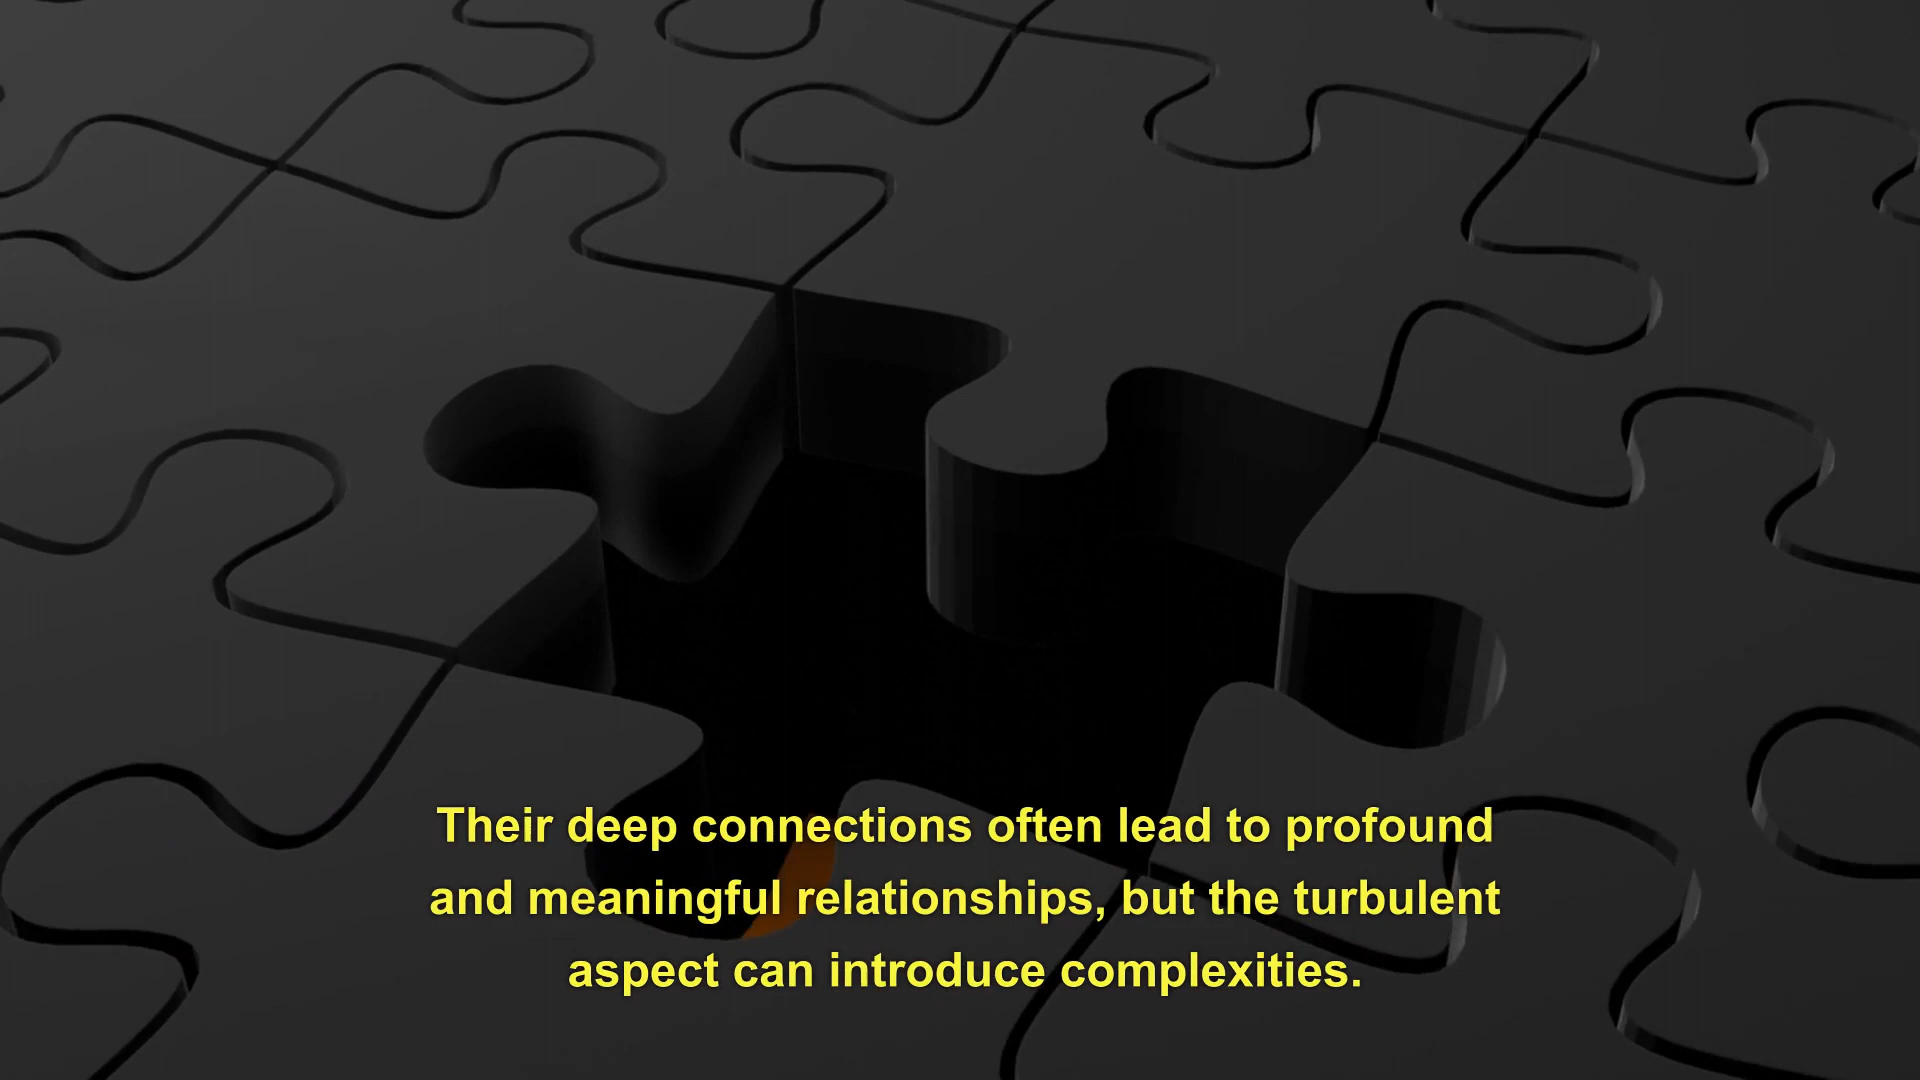 Their deep connections often lead to profound
and meaningful relationships, but the turbulent
aspect can introduce complexities.